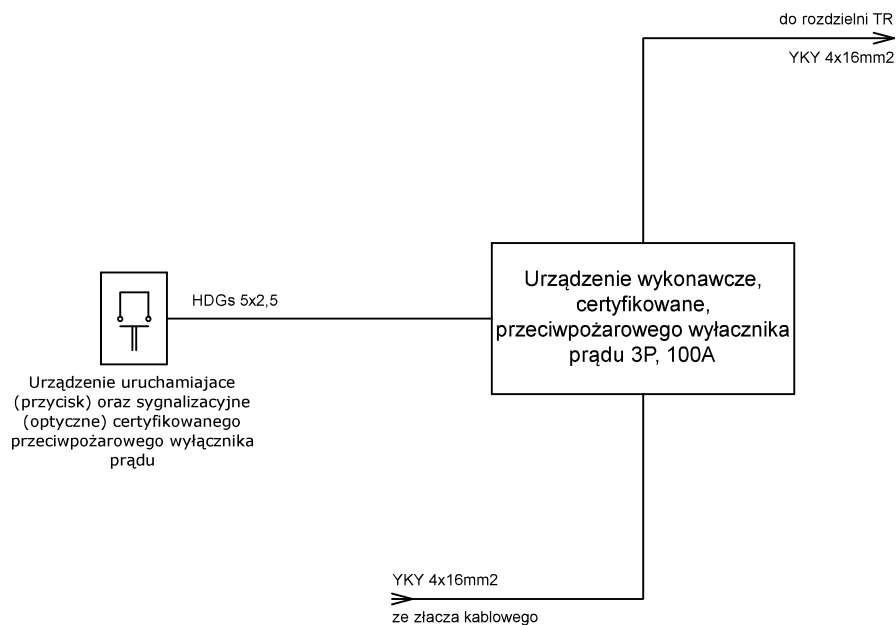 do rozdzielni TR
YKY 4x16mm2
Urządzenie wykonawcze,
certyfikowane,
przeciwpożarowego wyłacznika
prądu 3P, 100A
HDGs 5x2,5
Urządzenie uruchamiajace
(przycisk) oraz sygnalizacyjne
(optyczne) certyfikowanego
przeciwpożarowego wyłącznika
prądu
YKY 4x16mm2
ze złacza kablowego